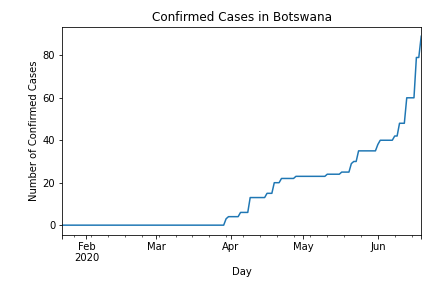 Confirmed Cases in Botswana
Number of Confirmed Cases
80
60
40
20
0
Feb Mar Apr May Jun
2020
Day